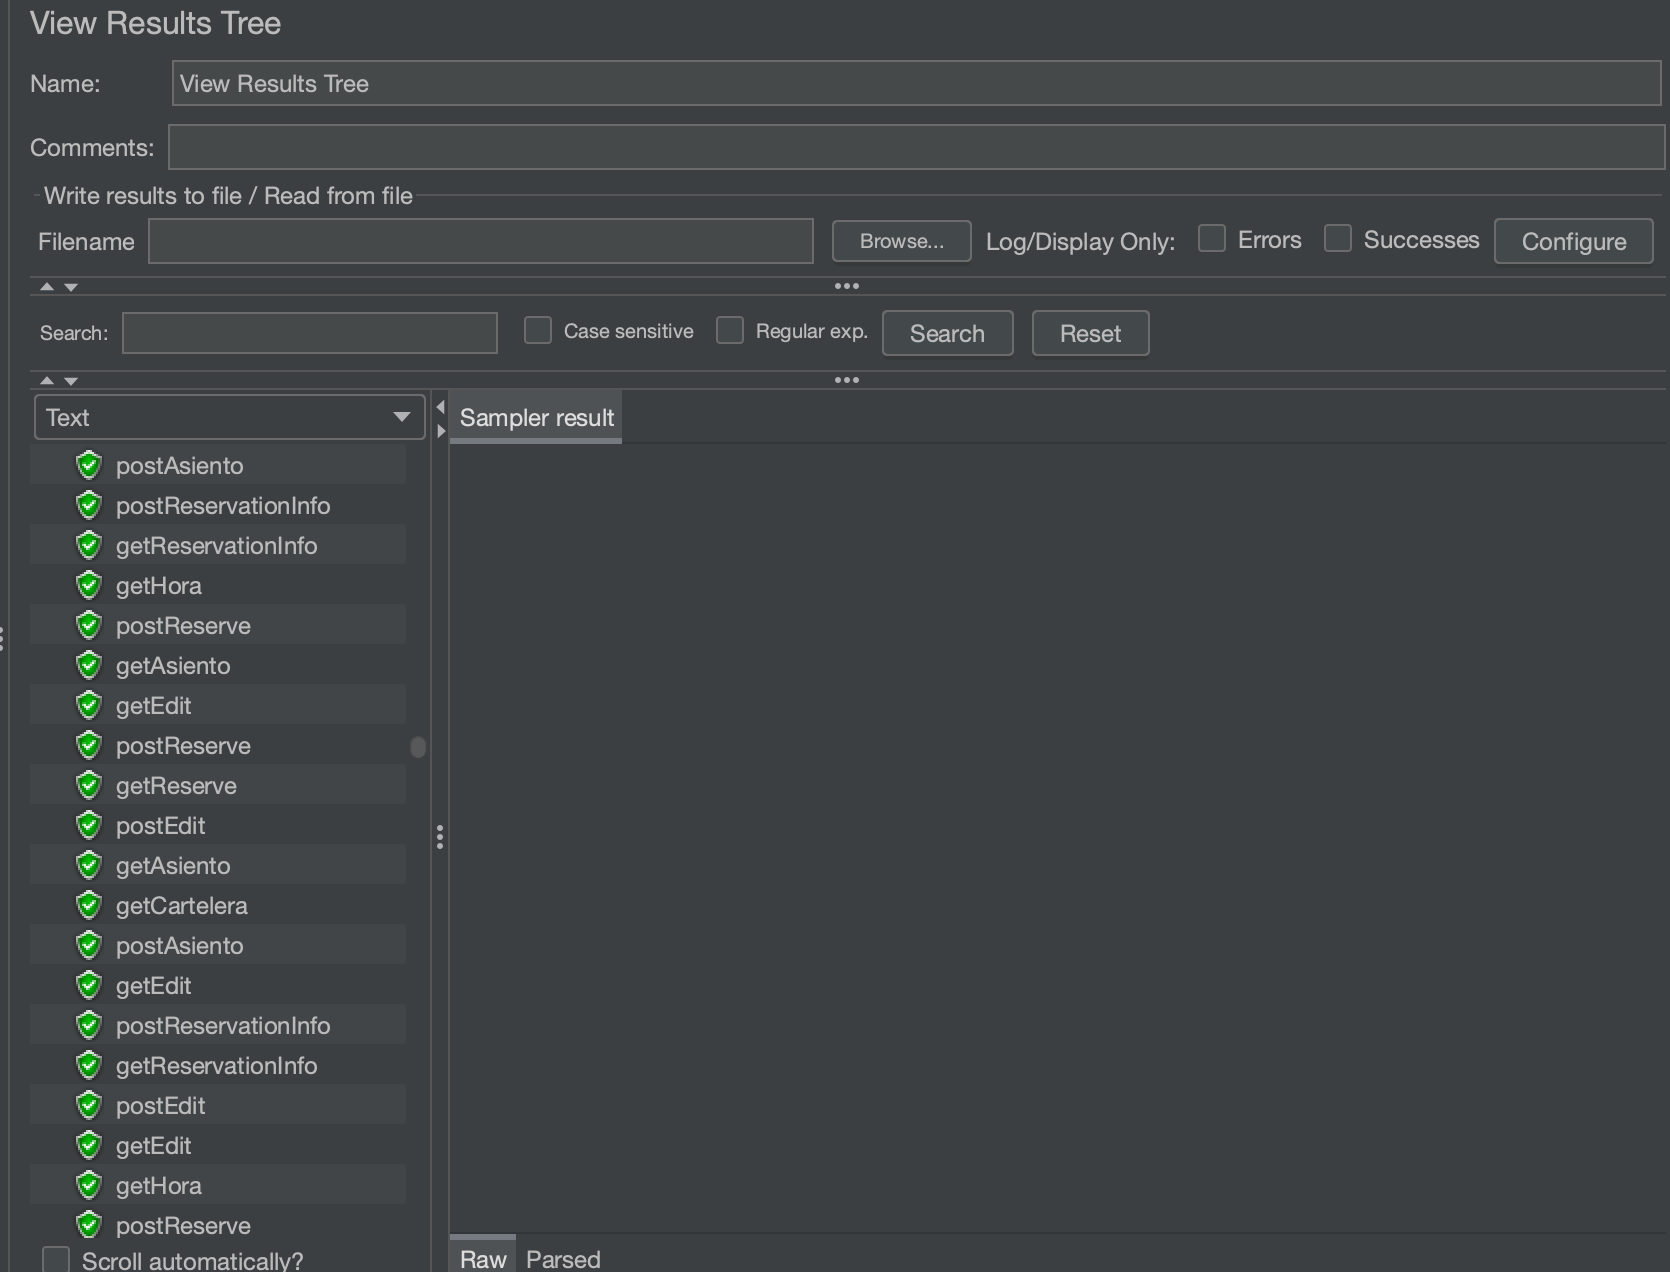 View Results Tree
Name: View Results Tree
Comments:
Write results to file / Read from file
Filename Browse... Log/Display Only: Errors Successes Configure
Search: Case sensitive Regular exp. Search Reset
Text Sampler result
postAsiento
postReservationInfo
getReservationInfo
getHora
postReserve
getAsiento
getEdit
postReserve
getReserve
postEdit
getAsiento
getCartelera
postAsiento
getEdit
postReservationInfo
getReservationInfo
postEdit
getEdit
getHora
postReserve
Scroll automatically? Raw Parsed